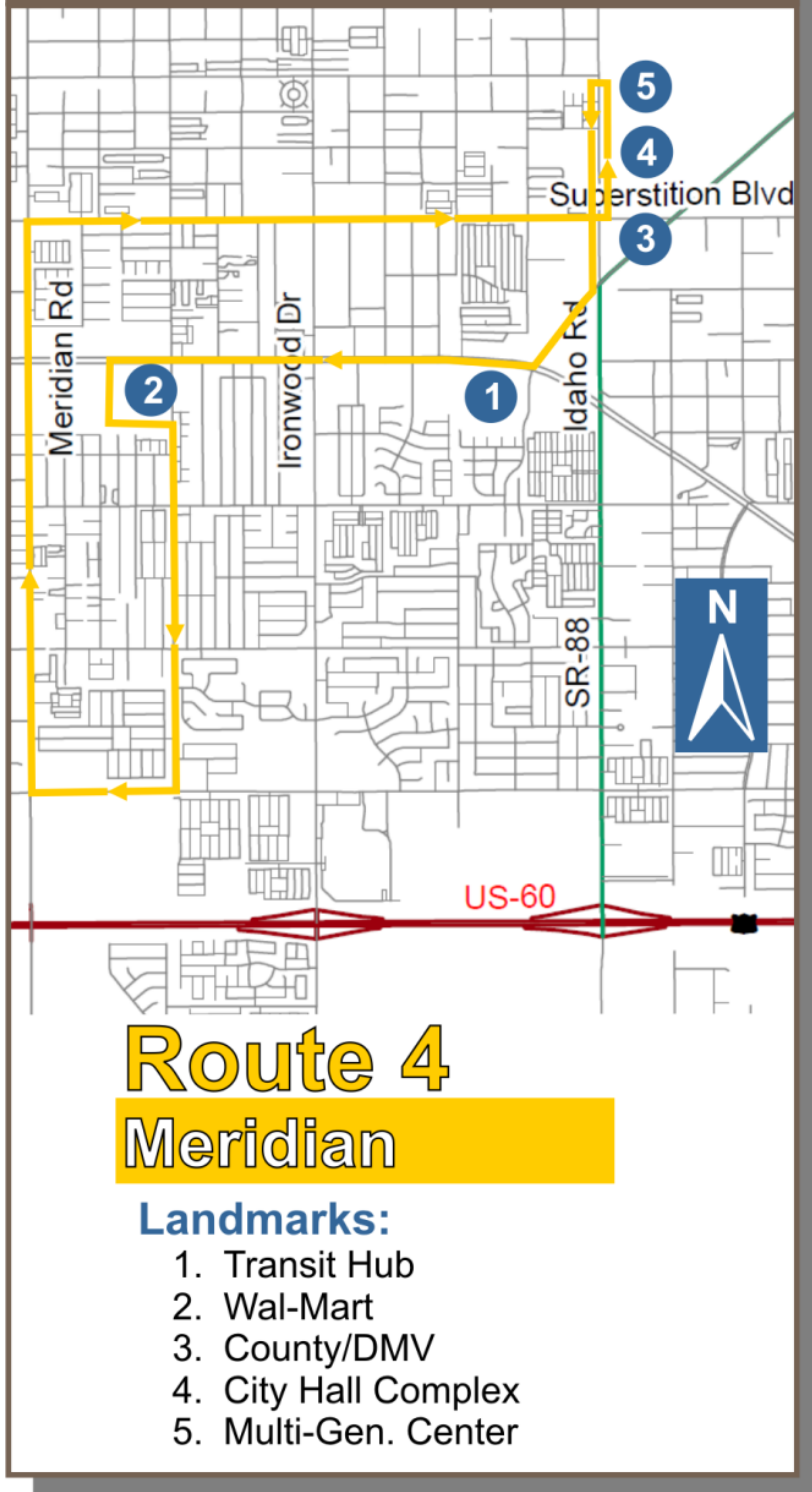 5
4
Superstition Blvd
3
Meridian Rd
Ironwood Dr
Idaho Rd
2
1
N
SR-88
US-60
Route 4
Meridian
Landmarks:
1. Transit Hub
2. Wal-Mart
3. County/DMV
4. City Hall Complex
5. Multi-Gen. Center